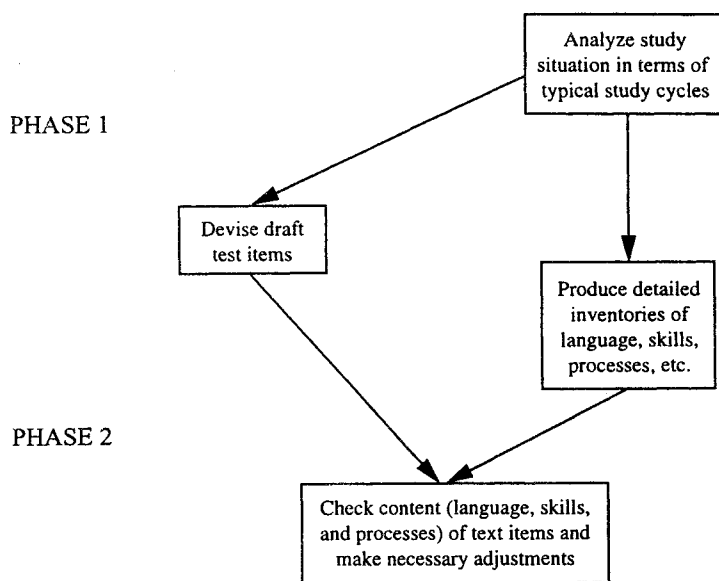 Analyze study
situation in terms of
typical study cycles
PHASE 1
Devise draft
test items
Produce detailed
inventories of
language, skills,
processes, etc.
PHASE 2
Check content (language, skills,
and processes) of text items and
make necessary adjustments